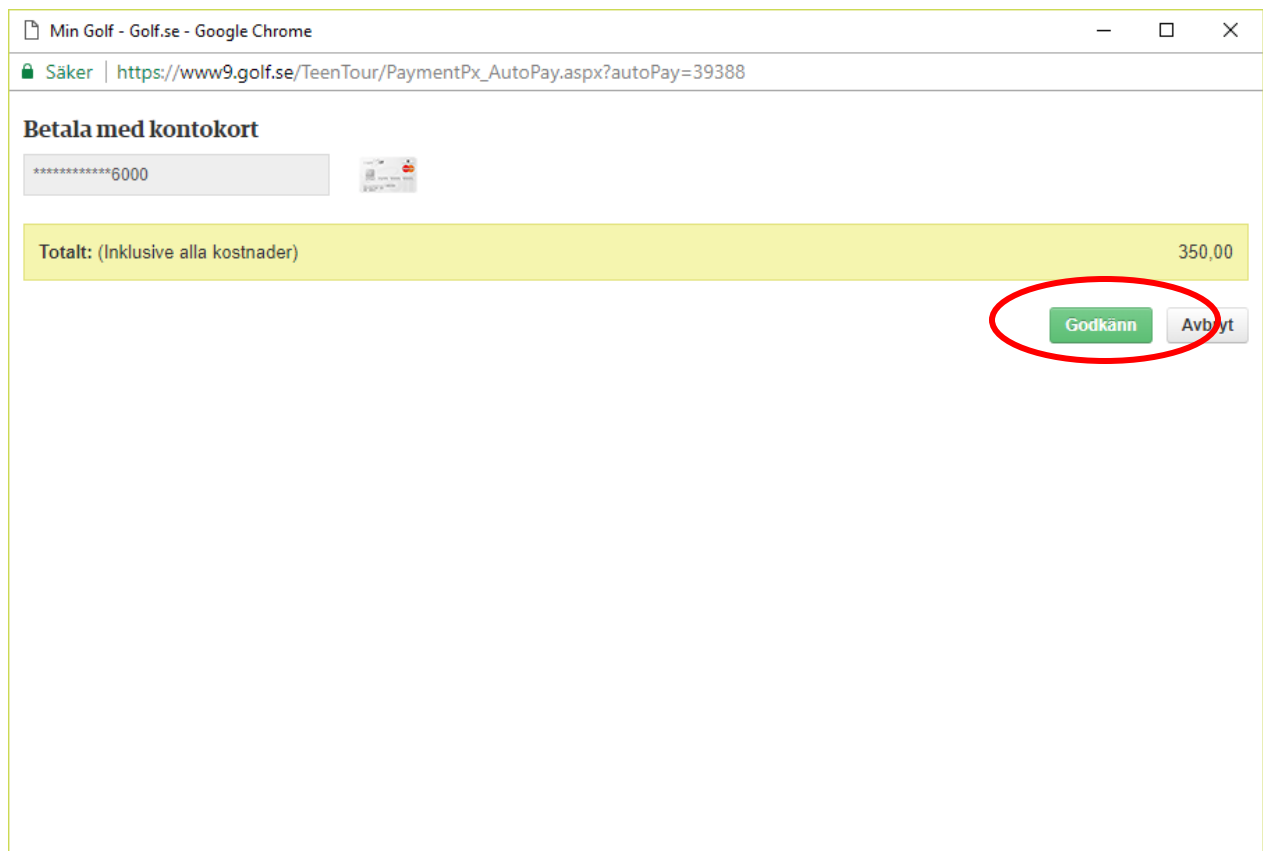 Min Golf - Golf.se - Google Chrome
Säker | https://www9.golf.se/TeenTour/PaymentPx_AutoPay.aspx?autoPay=39388
Betala med kontokort
************6000
Totalt: (Inklusive alla kostnader) 350,00
Godkänn Avbryt